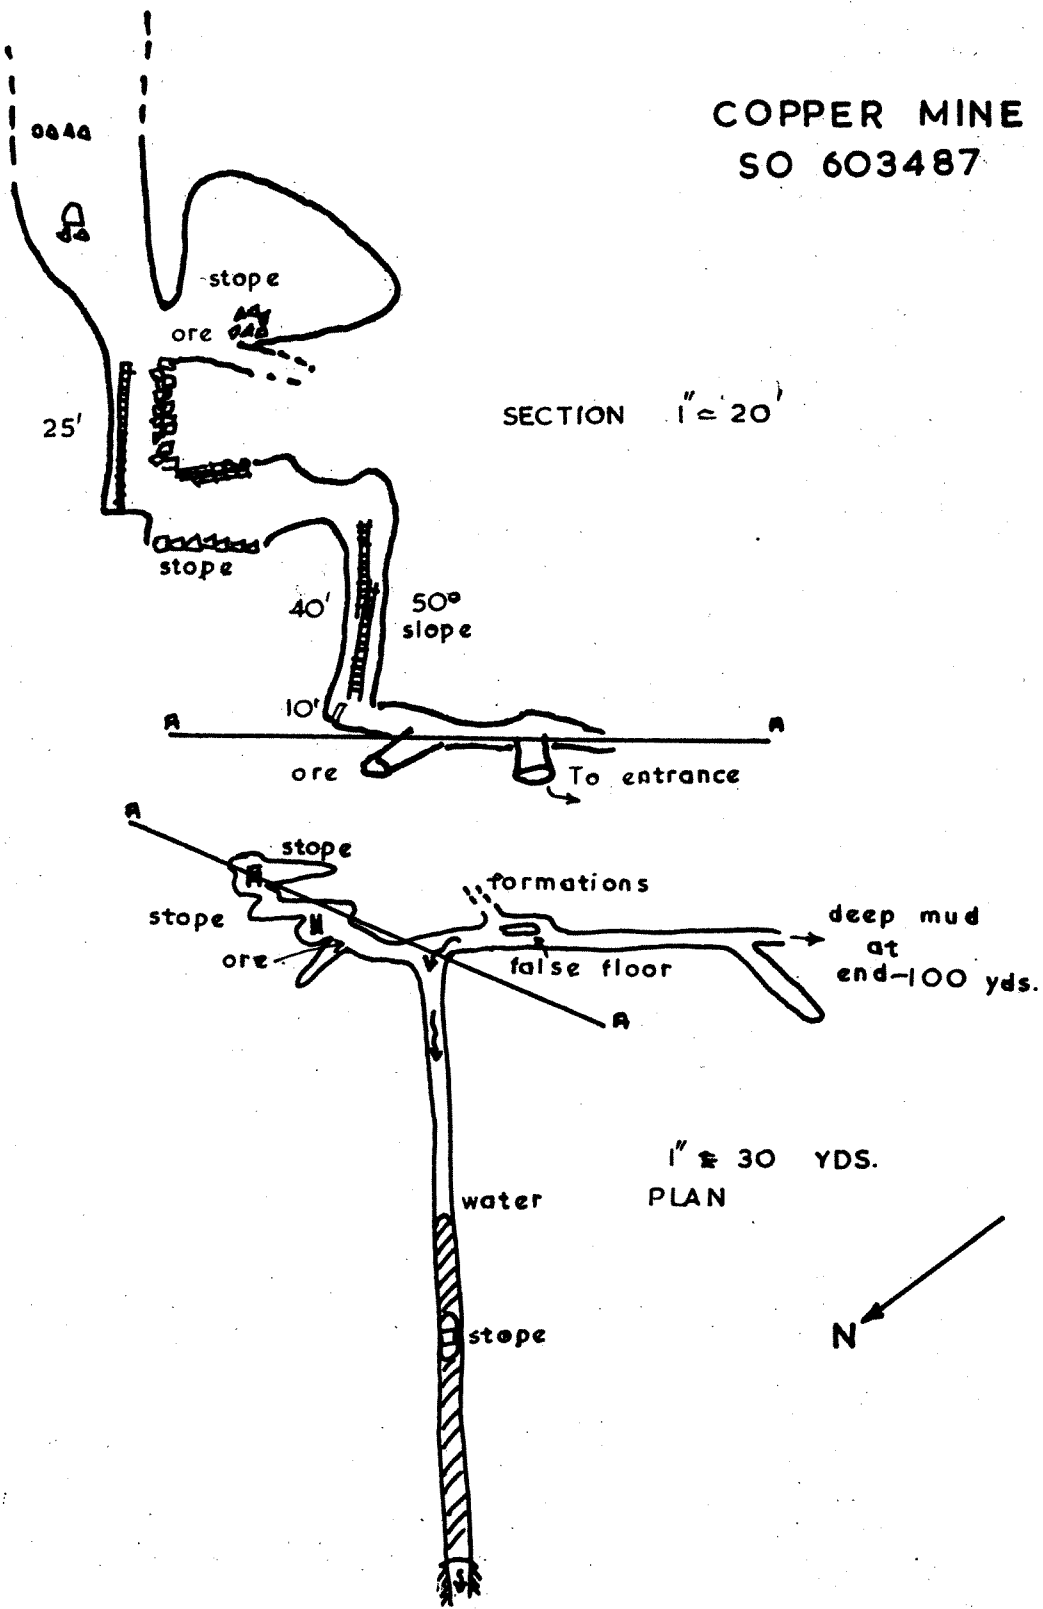 COPPER MINE
SO 603487
stope
ore
25'
SECTION 1" ≃ 20'
stope
40'
50°
slope
10'
A
A
ore
To entrance
A
stope
formations
stope
deep mud
at
end-100 yds.
ore
false floor
A
1" ≈ 30 YDS.
PLAN
water
stope
N